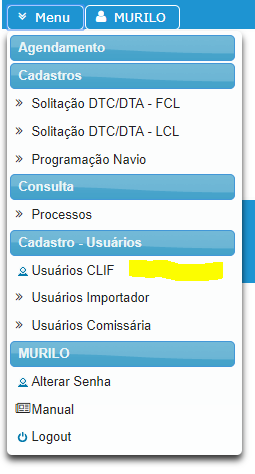 Menu MURILO
Agendamento
Cadastros
Solitação DTC/DTA - FCL
Solitação DTC/DTA - LCL
Programação Navio
Consulta
Processos
Cadastro - Usuários
Usuários CLIF
Usuários Importador
Usuários Comissária
MURILO
Alterar Senha
Manual
Logout